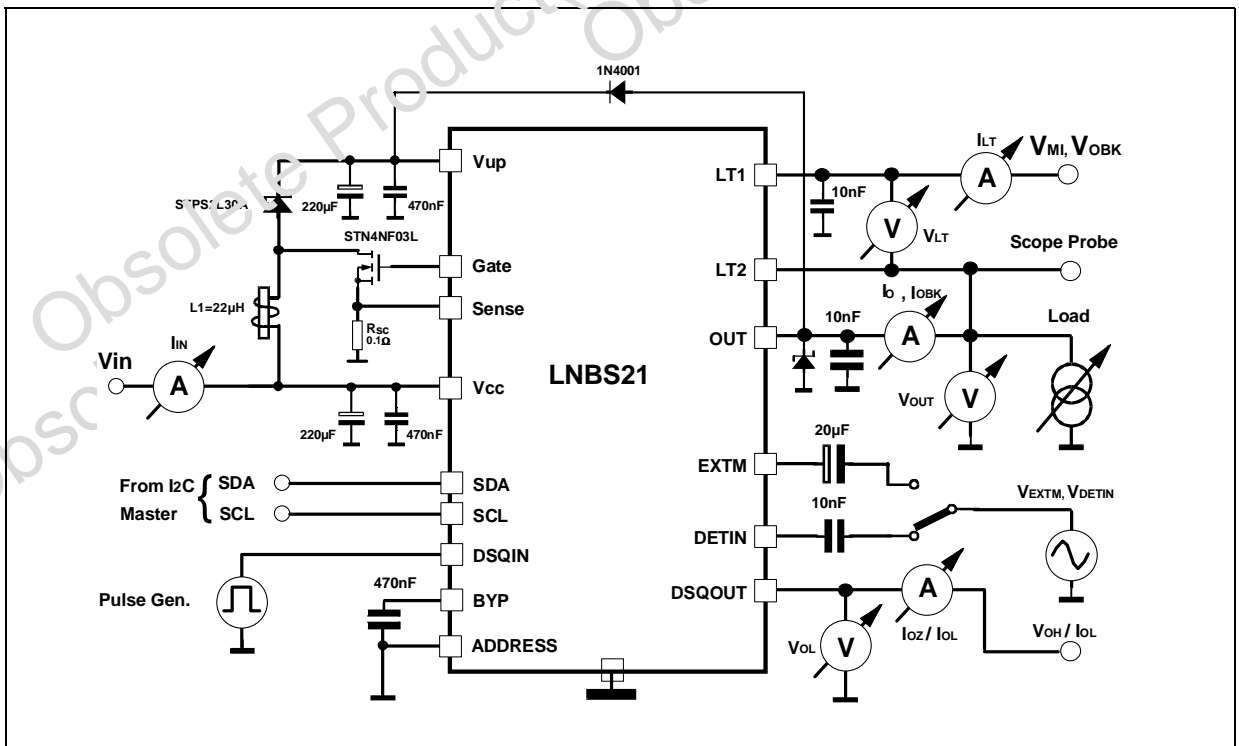 Obsolete Product(
Obso
Obsc
1N4001
Vup
STPS2L30A
220µF
470nF
STN4NF03L
Gate
L1=22µH
Sense
RSC
0.1Ω
IIN
Vin
A
Vcc
220µF
470nF
LNBS21
From I2C { SDA
Master SCL
SDA
SCL
DSQIN
Pulse Gen.
470nF
BYP
ADDRESS
LT1
10nF
ILT
A
VMI, VOBK
V
VLT
LT2
Scope Probe
IO , IOBK
10nF
OUT
A
Load
VOUT
V
20µF
EXTM
10nF
VEXTM, VDETIN
DETIN
DSQOUT
A
IOZ / IOL
VOL
V
VOH / IOL